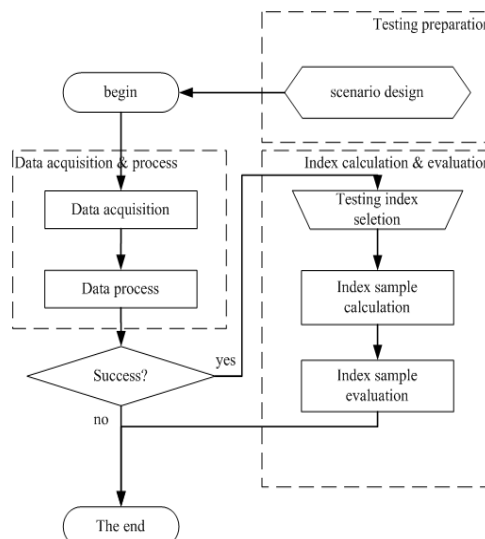 Testing preparation
begin
scenario design
Data acquisition & process
Index calculation & evaluation
Data acquisition
Testing index
seletion
Data process
Index sample
calculation
yes
Success?
Index sample
evaluation
no
The end